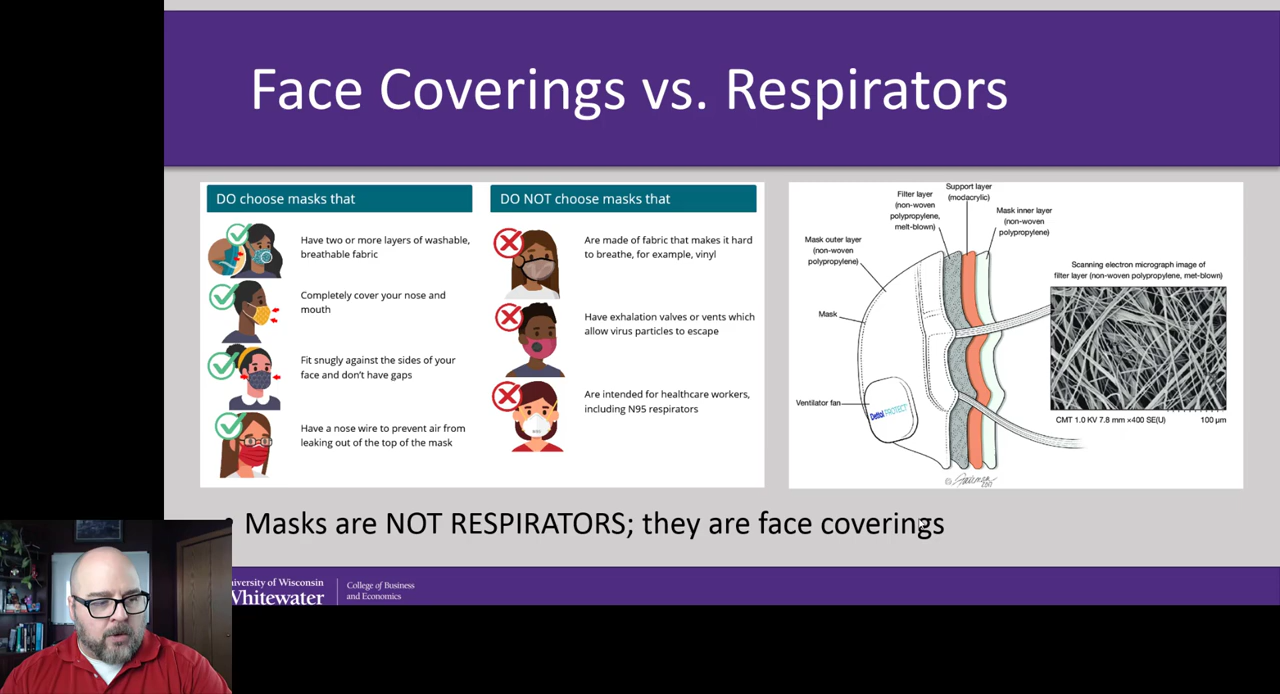 Face Coverings vs. Respirators
DO choose masks that
Have two or more layers of washable,
breathable fabric
Completely cover your nose and
mouth
Fit snugly against the sides of your
face and don't have gaps
Have a nose wire to prevent air from
leaking out of the top of the mask
DO NOT choose masks that
Are made of fabric that makes it hard
to breathe, for example, vinyl
Have exhalation valves or vents which
allow virus particles to escape
Are intended for healthcare workers,
including N95 respirators
Support layer
(modacrylic)
Filter layer
(non-woven
polypropylene,
melt-blown)
Mask inner layer
(non-woven
polypropylene)
Mask outer layer
(non-woven
polypropylene)
Mask
Ventilator fan
Dettol PROTECT
Scanning electron micrograph image of
filter layer (non-woven polypropylene, met-blown)
CMT 1.0 KV 7.8 mm ×400 SE(U)
100 µm
• Masks are NOT RESPIRATORS; they are face coverings
niversity of Wisconsin
Whitewater
College of Business
and Economics